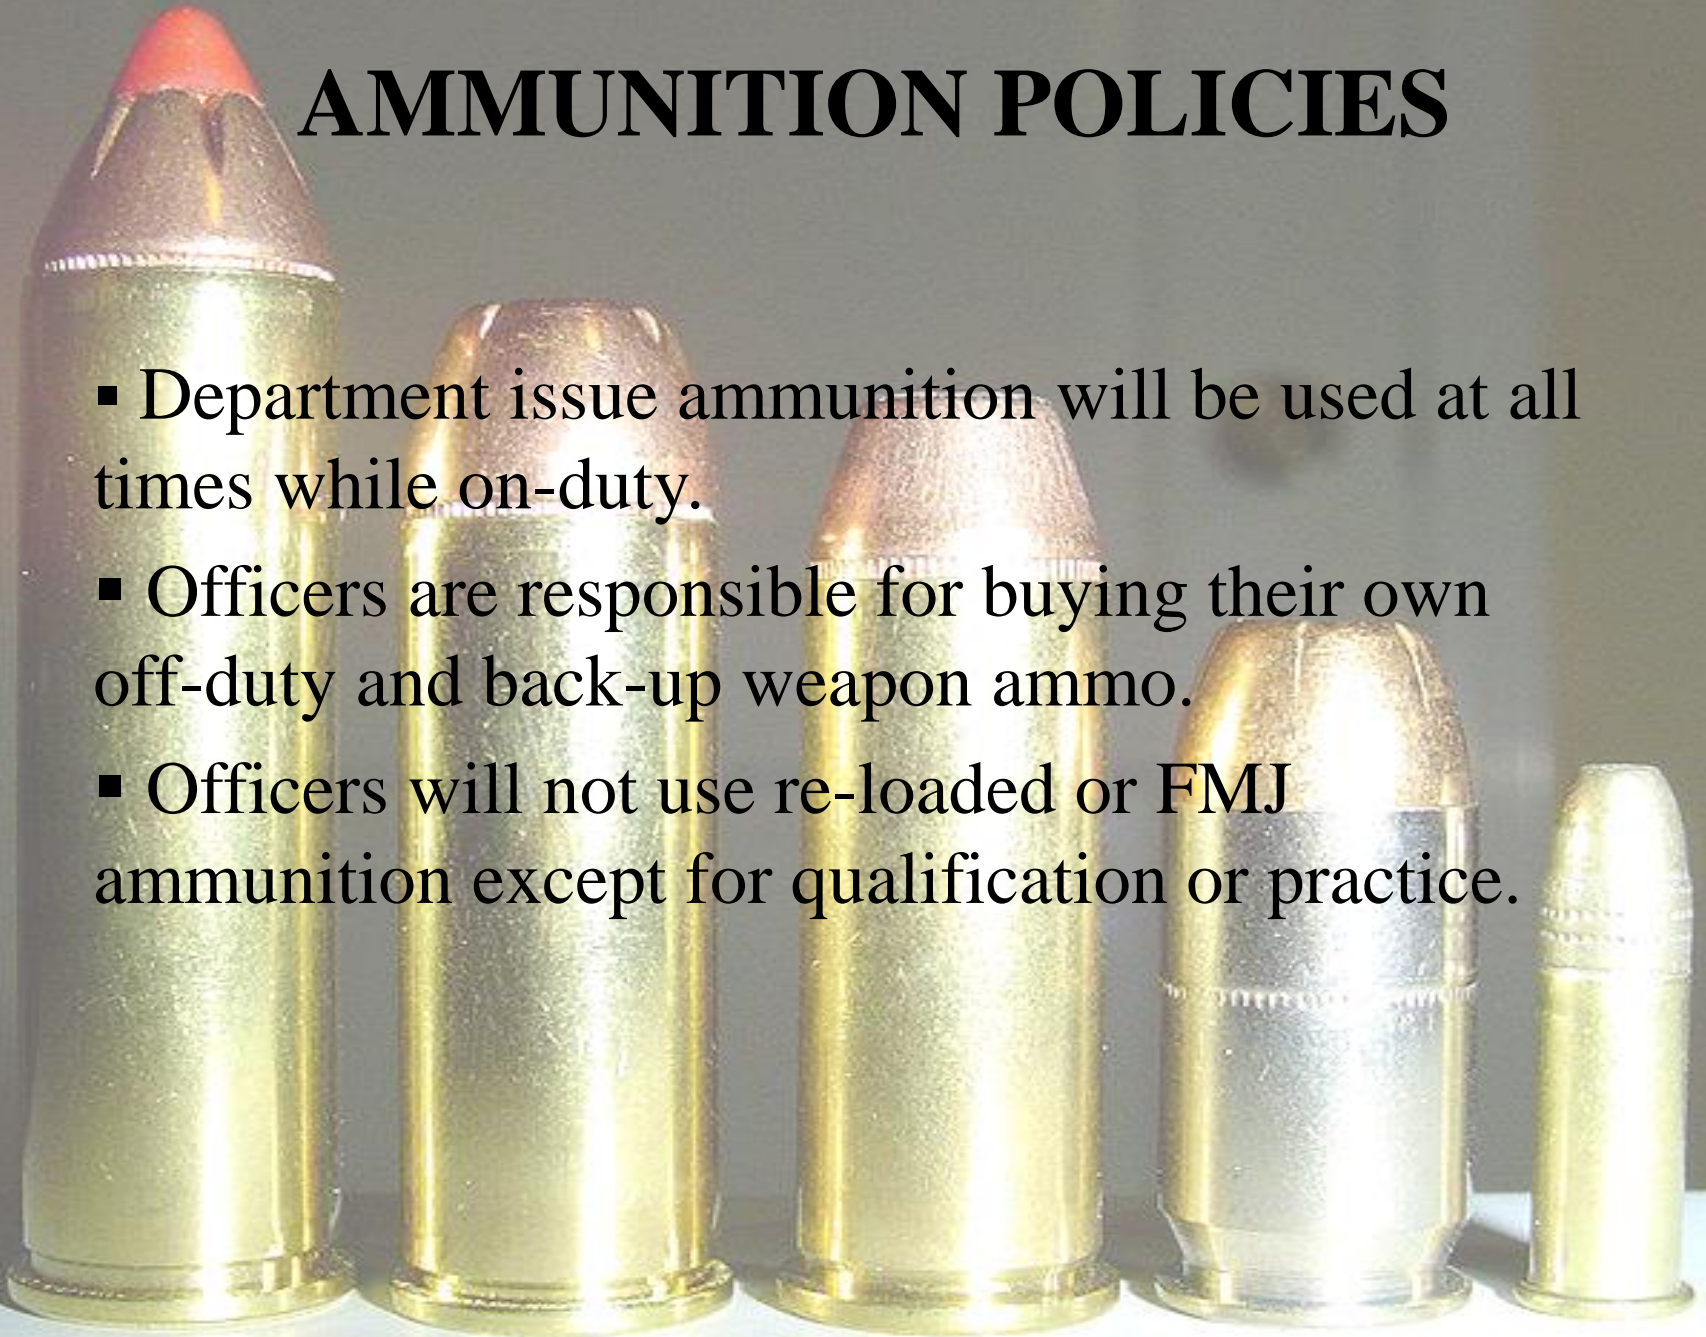 AMMUNITION POLICIES
▪ Department issue ammunition will be used at all
times while on-duty.
▪ Officers are responsible for buying their own
off-duty and back-up weapon ammo.
▪ Officers will not use re-loaded or FMJ
ammunition except for qualification or practice.